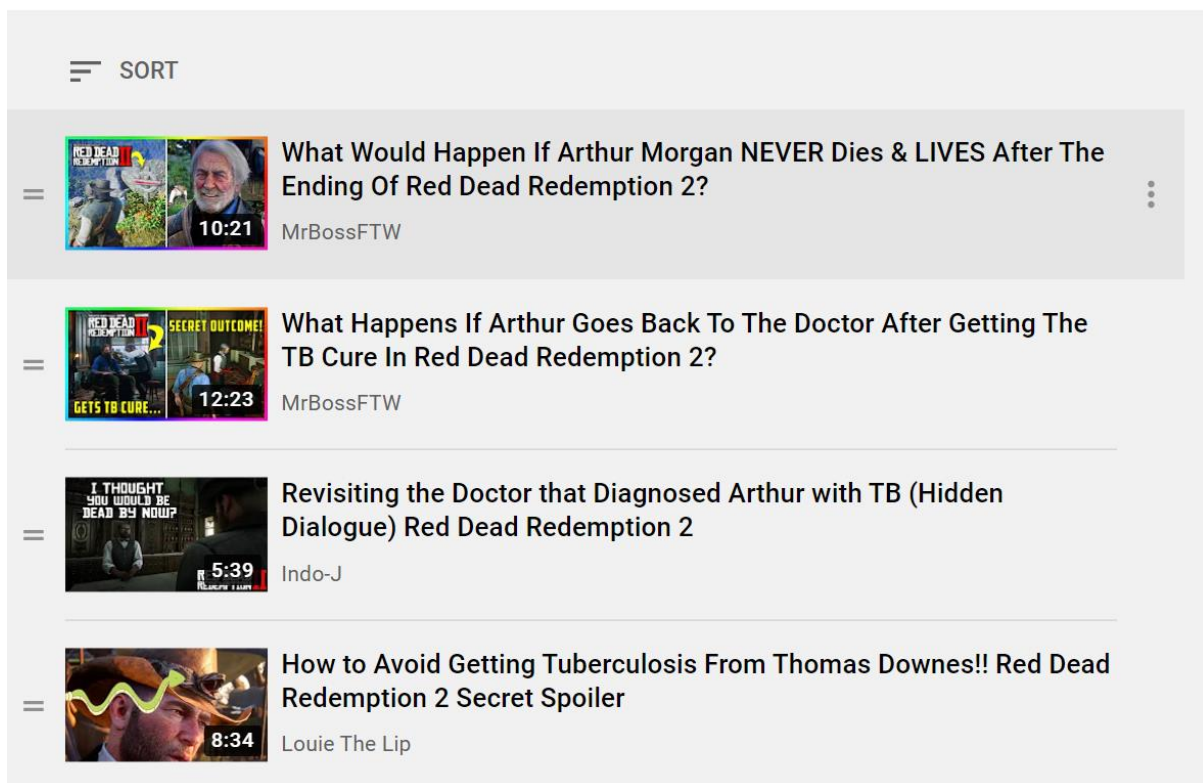 SORT
RED DEAD
REDEMPTION II
10:21
What Would Happen If Arthur Morgan NEVER Dies & LIVES After The
Ending Of Red Dead Redemption 2?
MrBossFTW
RED DEAD
REDEMPTION II
SECRET OUTCOME!
GETS TB CURE...
12:23
What Happens If Arthur Goes Back To The Doctor After Getting The
TB Cure In Red Dead Redemption 2?
MrBossFTW
I THOUGHT
YOU WOULD BE
DEAD BY NOW?
5:39
Revisiting the Doctor that Diagnosed Arthur with TB (Hidden
Dialogue) Red Dead Redemption 2
Indo-J
8:34
How to Avoid Getting Tuberculosis From Thomas Downes!! Red Dead
Redemption 2 Secret Spoiler
Louie The Lip